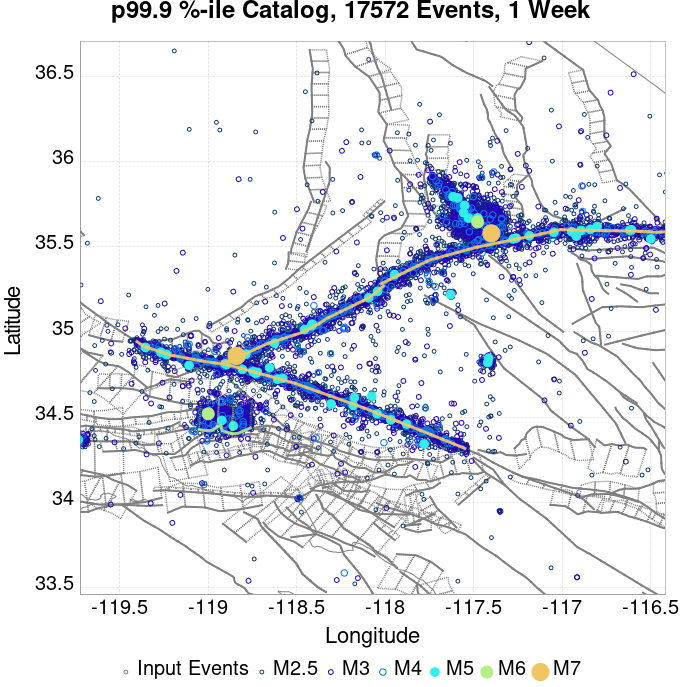 p99.9 %-ile Catalog, 17572 Events, 1 Week
36.5
36
35.5
35
34.5
34
33.5
Latitude
-119.5 -119 -118.5 -118 -117.5 -117 -116.5
Longitude
Input Events M2.5 M3 M4 M5 M6 M7